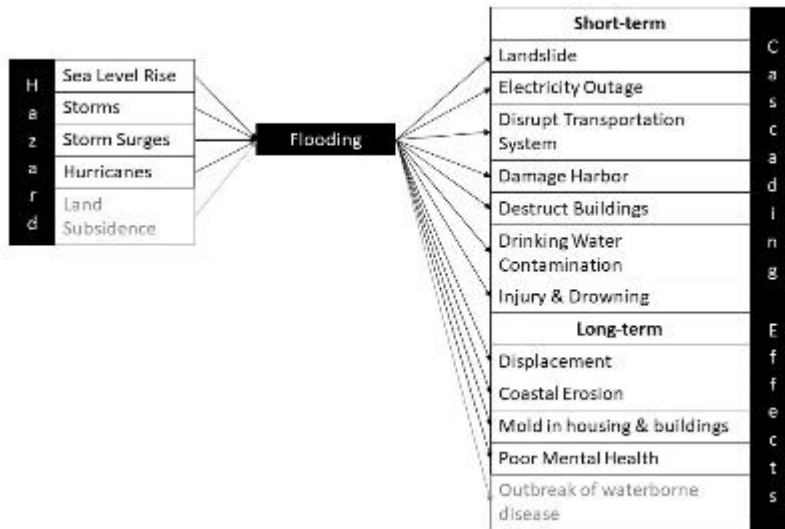 Hazard
Sea Level Rise
Storms
Storm Surges
Hurricanes
Land
Subsidence
Flooding
Short-term
Landslide
Electricity Outage
Disrupt Transportation
System
Damage Harbor
Destruct Buildings
Drinking Water
Contamination
Injury & Drowning
Long-term
Displacement
Coastal Erosion
Mold in housing & buildings
Poor Mental Health
Outbreak of waterborne
disease
Cascading Effects